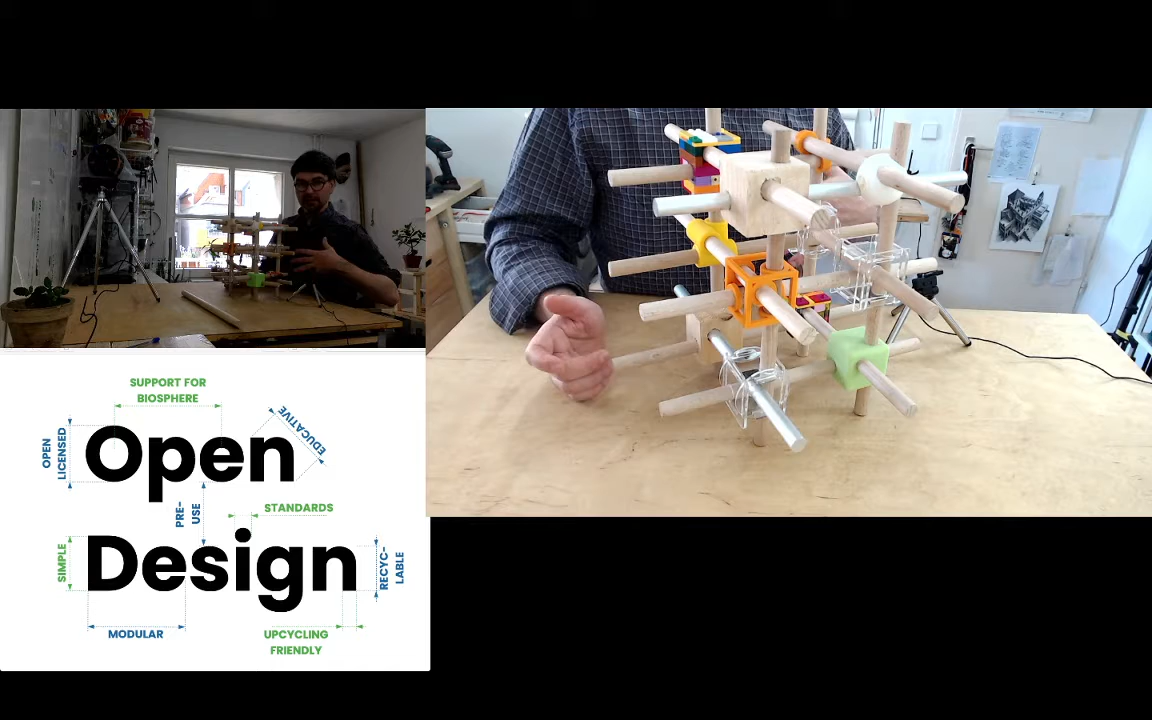 SUPPORT FOR
BIOSPHERE
OPEN
LICENSED
Open
EDUCATIVE
PRE-
USE
STANDARDS
SIMPLE
Design
RECYC-
LABLE
MODULAR
UPCYCLING
FRIENDLY